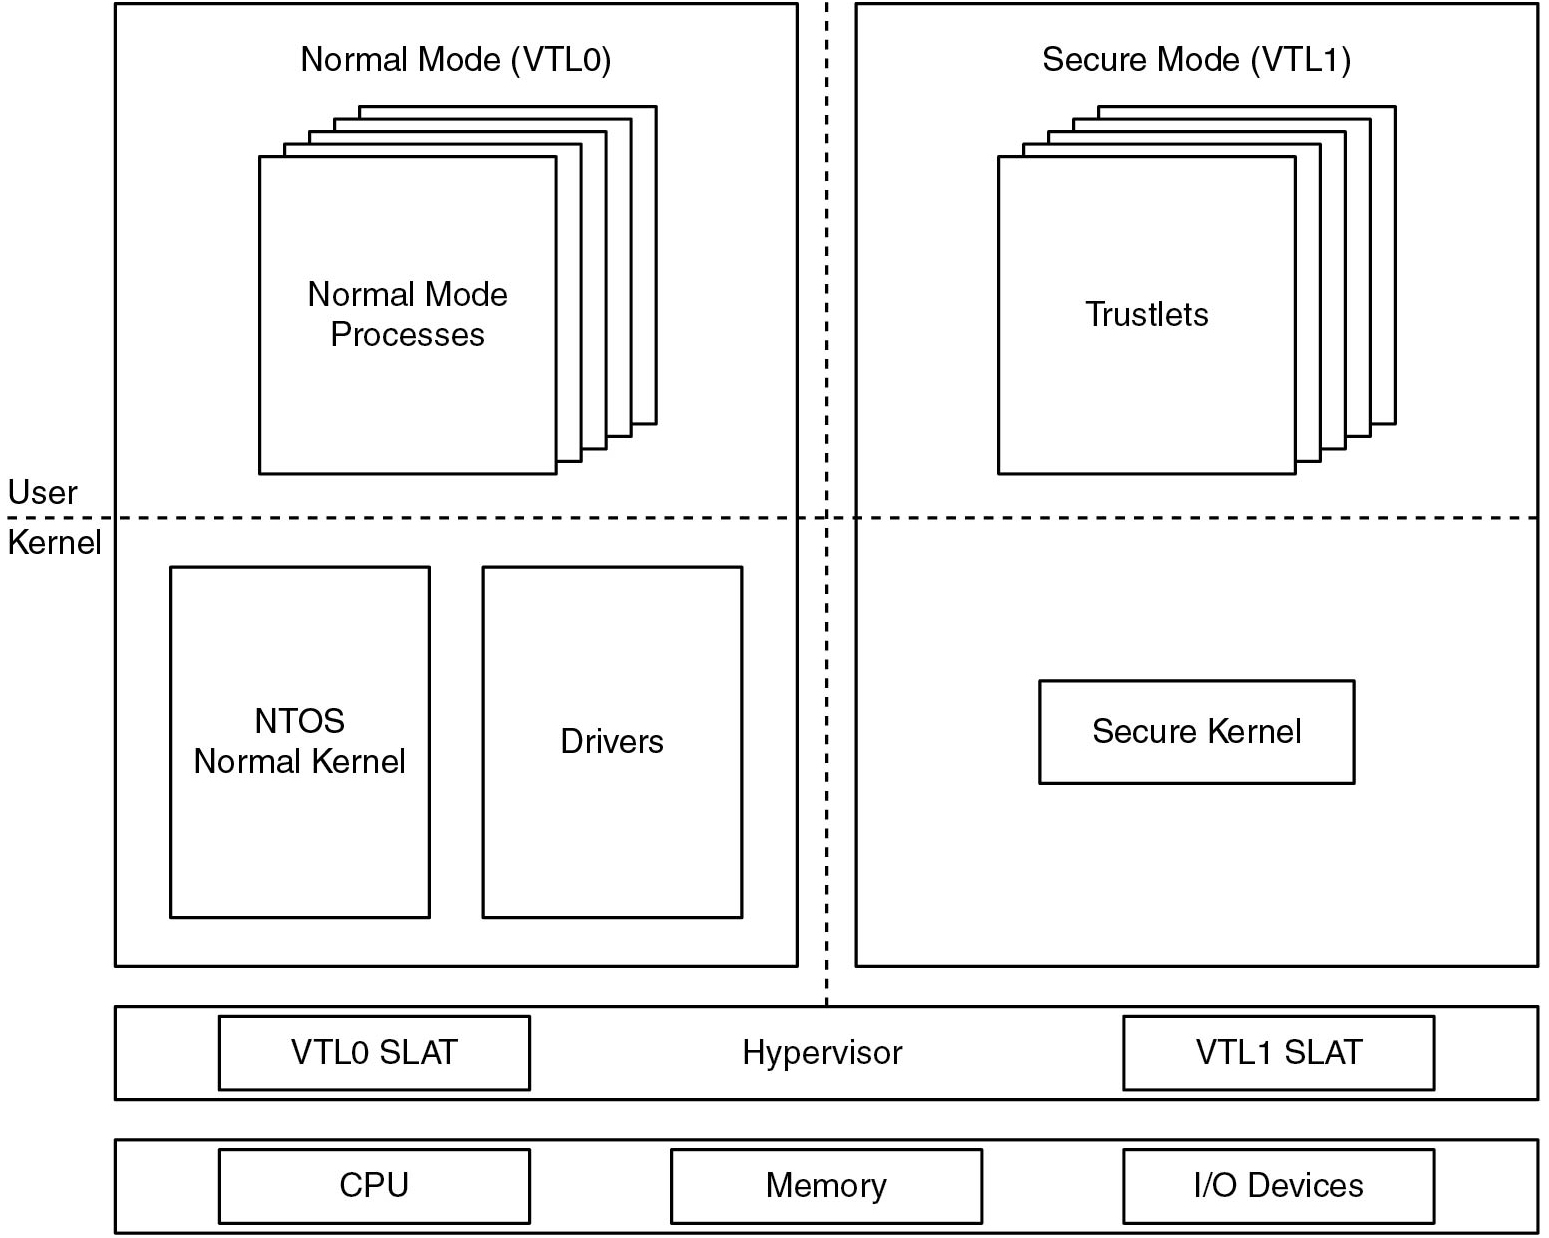 Normal Mode (VTL0)
Secure Mode (VTL1)
Normal Mode
Processes
Trustlets
User
Kernel
NTOS
Normal Kernel
Drivers
Secure Kernel
VTL0 SLAT
Hypervisor
VTL1 SLAT
CPU
Memory
I/O Devices